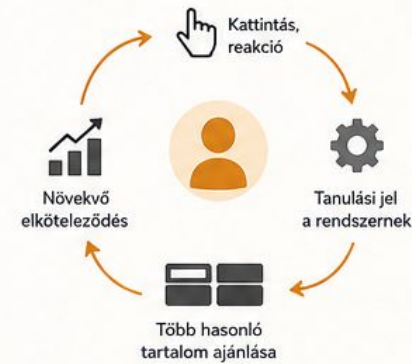 Kattintás,
reakció
Tanulási jel
a rendszernek
Több hasonló
tartalom ajánlása
Növekvő
elköteleződés